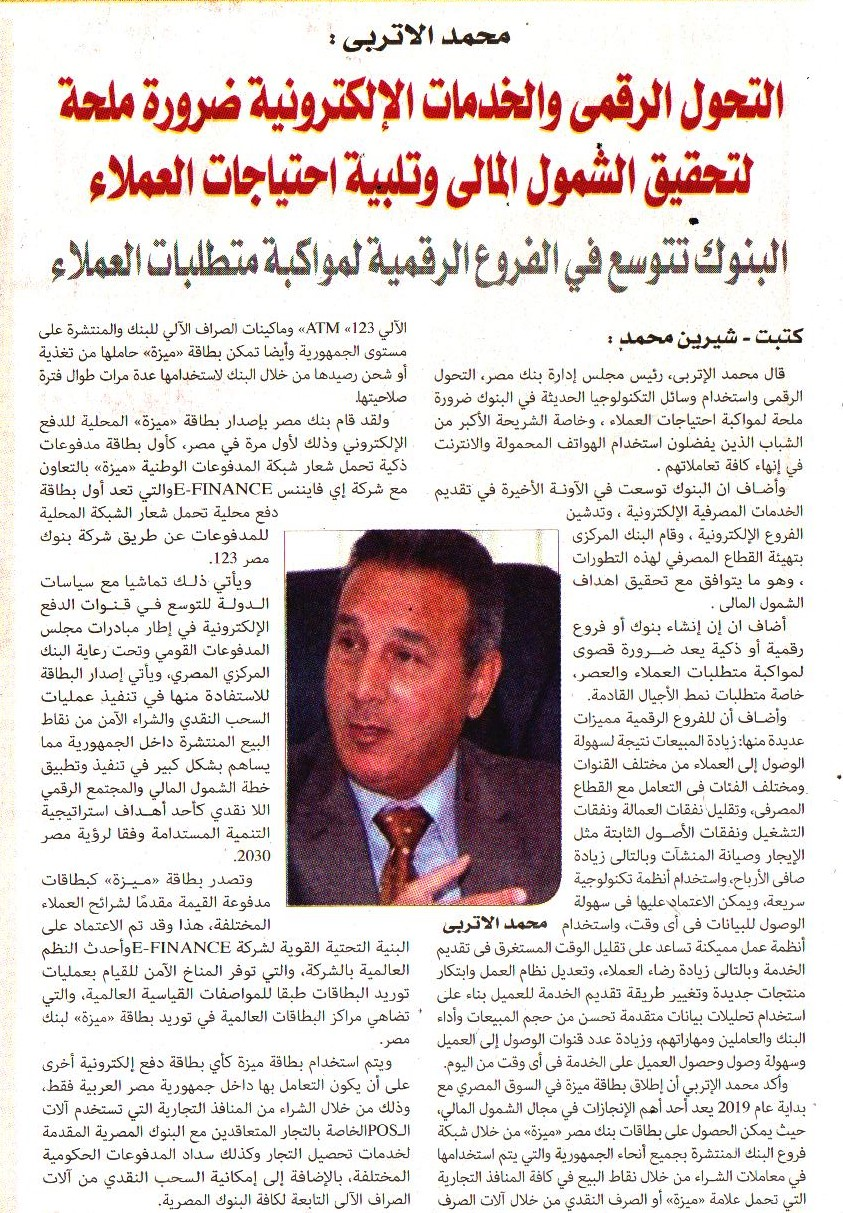 محمد الاتربى :
التحول الرقمى والخدمات الإلكترونية ضرورة ملحة
لتحقيق الشمول المالى وتلبية احتياجات العملاء
البنوك تتوسع في الفروع الرقمية لمواكبة متطلبات العملاء
كتبت - شيرين محمد :
قال محمد الإتربى، رئيس مجلس إدارة بنك مصر، التحول
الرقمى واستخدام وسائل التكنولوجيا الحديثة في البنوك ضرورة
ملحة لمواكبة احتياجات العملاء ، وخاصة الشريحة الأكبر من
الشباب الذين يفضلون استخدام الهواتف المحمولة والانترنت
في إنهاء كافة تعاملاتهم .
وأضاف ان البنوك توسعت في الآونة الأخيرة في تقديم
الخدمات المصرفية الإلكترونية ، وتدشين
الفروع الإلكترونية ، وقام البنك المركزى
بتهيئة القطاع المصرفي لهذه التطورات
، وهو ما يتوافق مع تحقيق اهداف
الشمول المالى .
أضاف ان إن إنشاء بنوك أو فروع
رقمية أو ذكية يعد ضرورة قصوى
لمواكبة متطلبات العملاء والعصر،
خاصة متطلبات نمط الأجيال القادمة.
وأضاف أن للفروع الرقمية مميزات
عديدة منها: زيادة المبيعات نتيجة لسهولة
الوصول إلى العملاء من مختلف القنوات
ومختلف الفئات فى التعامل مع القطاع
المصرفى، وتقليل نفقات العمالة ونفقات
التشغيل ونفقات الأصول الثابتة مثل
الإيجار وصيانة المنشآت وبالتالى زيادة
صافى الأرباح، واستخدام أنظمة تكنولوجية
سريعة، ويمكن الاعتماد عليها فى سهولة
الوصول للبيانات فى أى وقت، واستخدام
أنظمة عمل مميكنة تساعد على تقليل الوقت المستغرق فى تقديم
الخدمة وبالتالى زيادة رضاء العملاء، وتعديل نظام العمل وابتكار
منتجات جديدة وتغيير طريقة تقديم الخدمة للعميل بناء على
استخدام تحليلات بيانات متقدمة تحسن من حجم المبيعات وأداء
البنك والعاملين ومهاراتهم، وزيادة عدد قنوات الوصول إلى العميل
وسهولة وصول وحصول العميل على الخدمة فى أى وقت من اليوم.
وأكد محمد الإتربي أن إطلاق بطاقة ميزة في السوق المصري مع
بداية عام 2019 يعد أحد أهم الإنجازات في مجال الشمول المالي،
حيث يمكن الحصول على بطاقات بنك مصر «ميزة» من خلال شبكة
فروع البنك المنتشرة بجميع أنحاء الجمهورية والتي يتم استخدامها
في معاملات الشراء من خلال نقاط البيع في كافة المنافذ التجارية
التي تحمل علامة «ميزة» أو الصرف النقدي من خلال آلات الصرف
الآلي 123» ATM» وماكينات الصراف الآلي للبنك والمنتشرة على
مستوى الجمهورية وأيضا تمكن بطاقة «ميزة» حاملها من تغذية
أو شحن رصيدها من خلال البنك لاستخدامها عدة مرات طوال فترة
صلاحيتها.
ولقد قام بنك مصر بإصدار بطاقة «ميزة» المحلية للدفع
الإلكتروني وذلك لأول مرة في مصر، كأول بطاقة مدفوعات
ذكية تحمل شعار شبكة المدفوعات الوطنية «ميزة» بالتعاون
مع شركة إي فايننس E-FINANCEوالتي تعد أول بطاقة
دفع محلية تحمل شعار الشبكة المحلية
للمدفوعات عن طريق شركة بنوك
مصر 123.
ويأتي ذلك تماشيا مع سياسات
الدولة للتوسع في قنوات الدفع
الإلكترونية في إطار مبادرات مجلس
المدفوعات القومي وتحت رعاية البنك
المركزي المصري، ويأتي إصدار البطاقة
للاستفادة منها في تنفيذ عمليات
السحب النقدي والشراء الآمن من نقاط
البيع المنتشرة داخل الجمهورية مما
يساهم بشكل كبير في تنفيذ وتطبيق
خطة الشمول المالي والمجتمع الرقمي
اللا نقدي كأحد أهداف استراتيجية
التنمية المستدامة وفقا لرؤية مصر
2030.
وتصدر بطاقة «ميزة» كبطاقات
مدفوعة القيمة مقدمًا لشرائح العملاء
المختلفة، هذا وقد تم الاعتماد على
البنية التحتية القوية لشركة E-FINANCEوأحدث النظم
العالمية بالشركة، والتي توفر المناخ الآمن للقيام بعمليات
توريد البطاقات طبقا للمواصفات القياسية العالمية، والتي
تضاهي مراكز البطاقات العالمية في توريد بطاقة «ميزة» لبنك
مصر.
ويتم استخدام بطاقة ميزة كأي بطاقة دفع إلكترونية أخرى
على أن يكون التعامل بها داخل جمهورية مصر العربية فقط،
وذلك من خلال الشراء من المنافذ التجارية التي تستخدم آلات
الـPOSالخاصة بالتجار المتعاقدين مع البنوك المصرية المقدمة
لخدمات تحصيل التجار وكذلك سداد المدفوعات الحكومية
المختلفة، بالإضافة إلى إمكانية السحب النقدي من آلات
الصراف الآلي التابعة لكافة البنوك المصرية.
محمد الاتربى